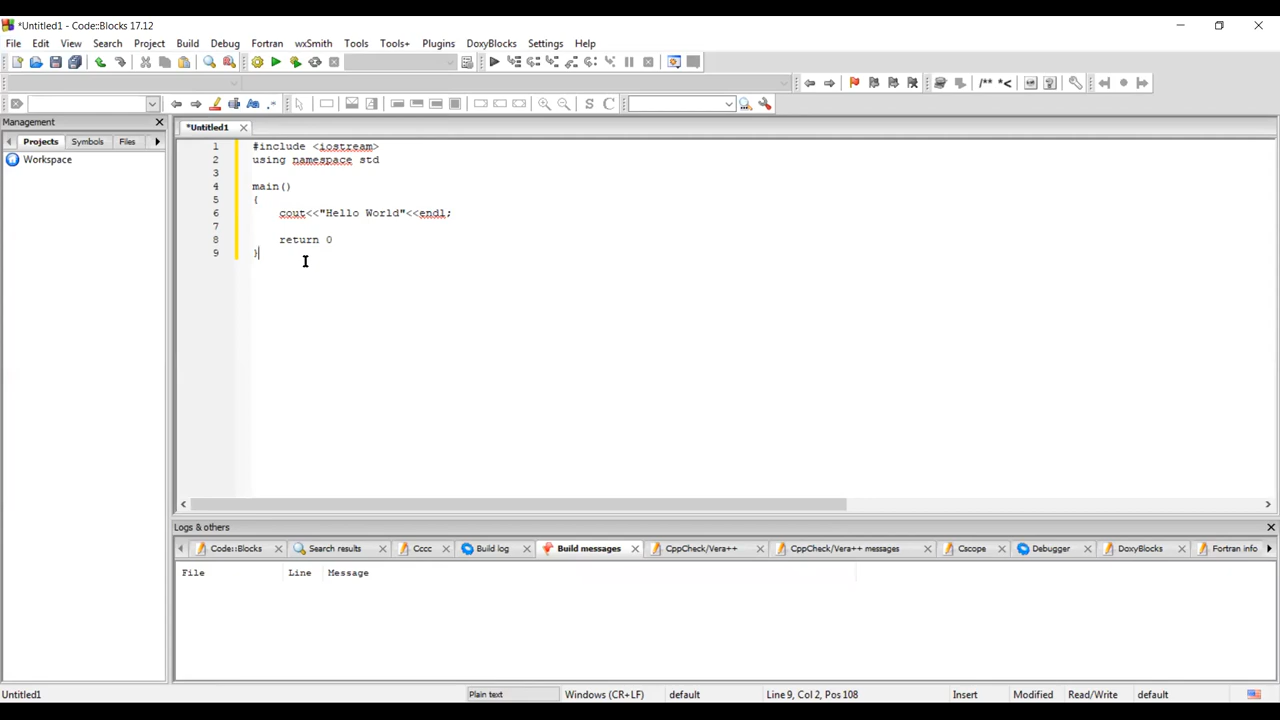 *Untitled1 - Code::Blocks 17.12
File Edit View Search Project Build Debug Fortran wxSmith Tools Tools+ Plugins DoxyBlocks Settings Help
/** *<
S C
Management
*Untitled1
Projects Symbols Files
Workspace
1 #include <iostream>
2 using namespace std
3
4 main()
5 {
6 cout<<"Hello World"<<endl;
7
8 return 0
9 }
Logs & others
Code::Blocks Search results Cccc Build log Build messages CppCheck/Vera++ CppCheck/Vera++ messages Cscope Debugger DoxyBlocks Fortran info
File Line Message
Untitled1 Plain text Windows (CR+LF) default Line 9, Col 2, Pos 108 Insert Modified Read/Write default